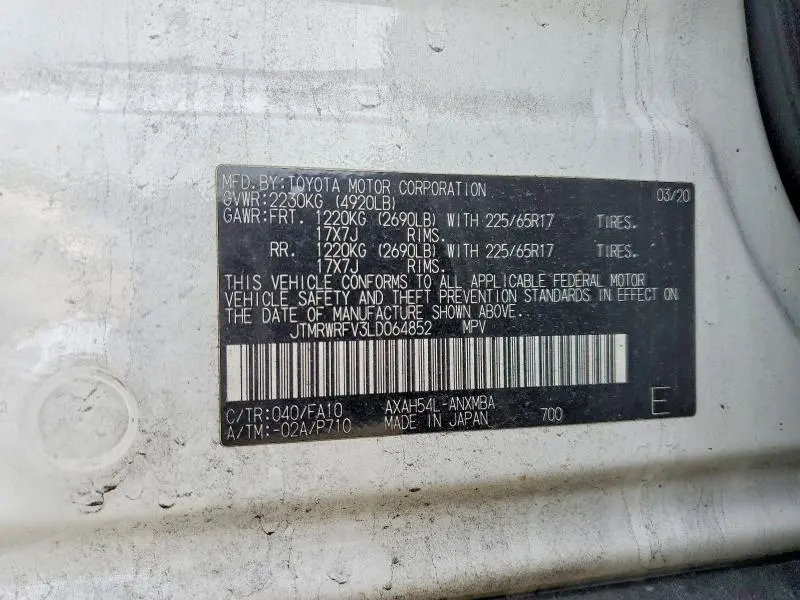 MFD.BY:TOYOTA MOTOR CORPORATION 03/20
GVWR:2230KG (4920LB)
GAWR:FRT. 1220KG (2690LB) WITH 225/65R17 TIRES.
17X7J RIMS.
RR. 1220KG (2690LB) WITH 225/65R17 TIRES.
17X7J RIMS.
THIS VEHICLE CONFORMS TO ALL APPLICABLE FEDERAL MOTOR
VEHICLE SAFETY AND THEFT PREVENTION STANDARDS IN EFFECT ON
THE DATE OF MANUFACTURE SHOWN ABOVE.
JTMRWRFV3LD064852 MPV
C/TR:040/FA10 AXAH54L-ANXMBA
A/TM:-02A/P710 MADE IN JAPAN 700 E